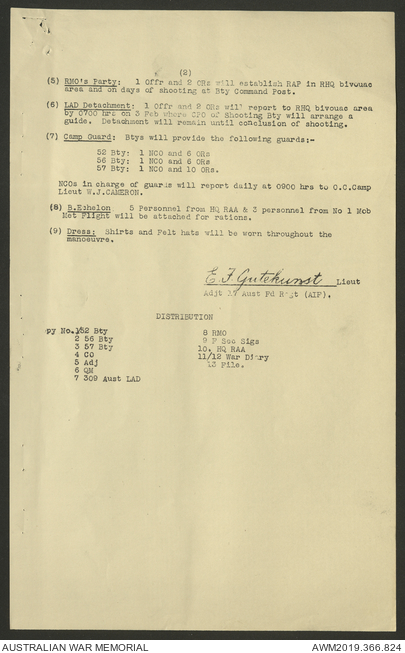 (2)
(5) RMO's Party: 1 Offr and 2 ORs will establish RAP in RHQ bivouac
area and on days of shooting at Bty Command Post.
(6) LAD Detachment: 1 Offr and 2 ORs will report to RHQ bivouac area
by 0700 hrs on 3 Feb where CPO of Shooting Bty will arrange a
guide. Detachment will remain until conclusion of shooting.
(7) Camp Guard: Btys will provide the following guards:-
52 Bty: 1 NCO and 6 ORs
56 Bty: 1 NCO and 6 ORs
57 Bty: 1 NCO and 10 ORs.
NCOs in charge of guards will report daily at 0900 hrs to O.C.Camp
Lieut W.J.CAMERON.
(8) B.Echelon 5 Personnel from HQ RAA & 3 personnel from No 1 Mob
Met Flight will be attached for rations.
(9) Dress: Shirts and Felt hats will be worn throughout the
manoeuvre.
E F Gutekunst Lieut
Adjt 2/7 Aust Fd Regt (AIF).
DISTRIBUTION
py No.1/52 Bty
2 56 Bty
3 57 Bty
4 CO
5 Adj
6 QM
7 309 Aust LAD
8 RMO
9 F Sec Sigs
10. HQ RAA
11/12 War Diary
13 File.
AUSTRALIAN WAR MEMORIAL
AWM2019.366.824